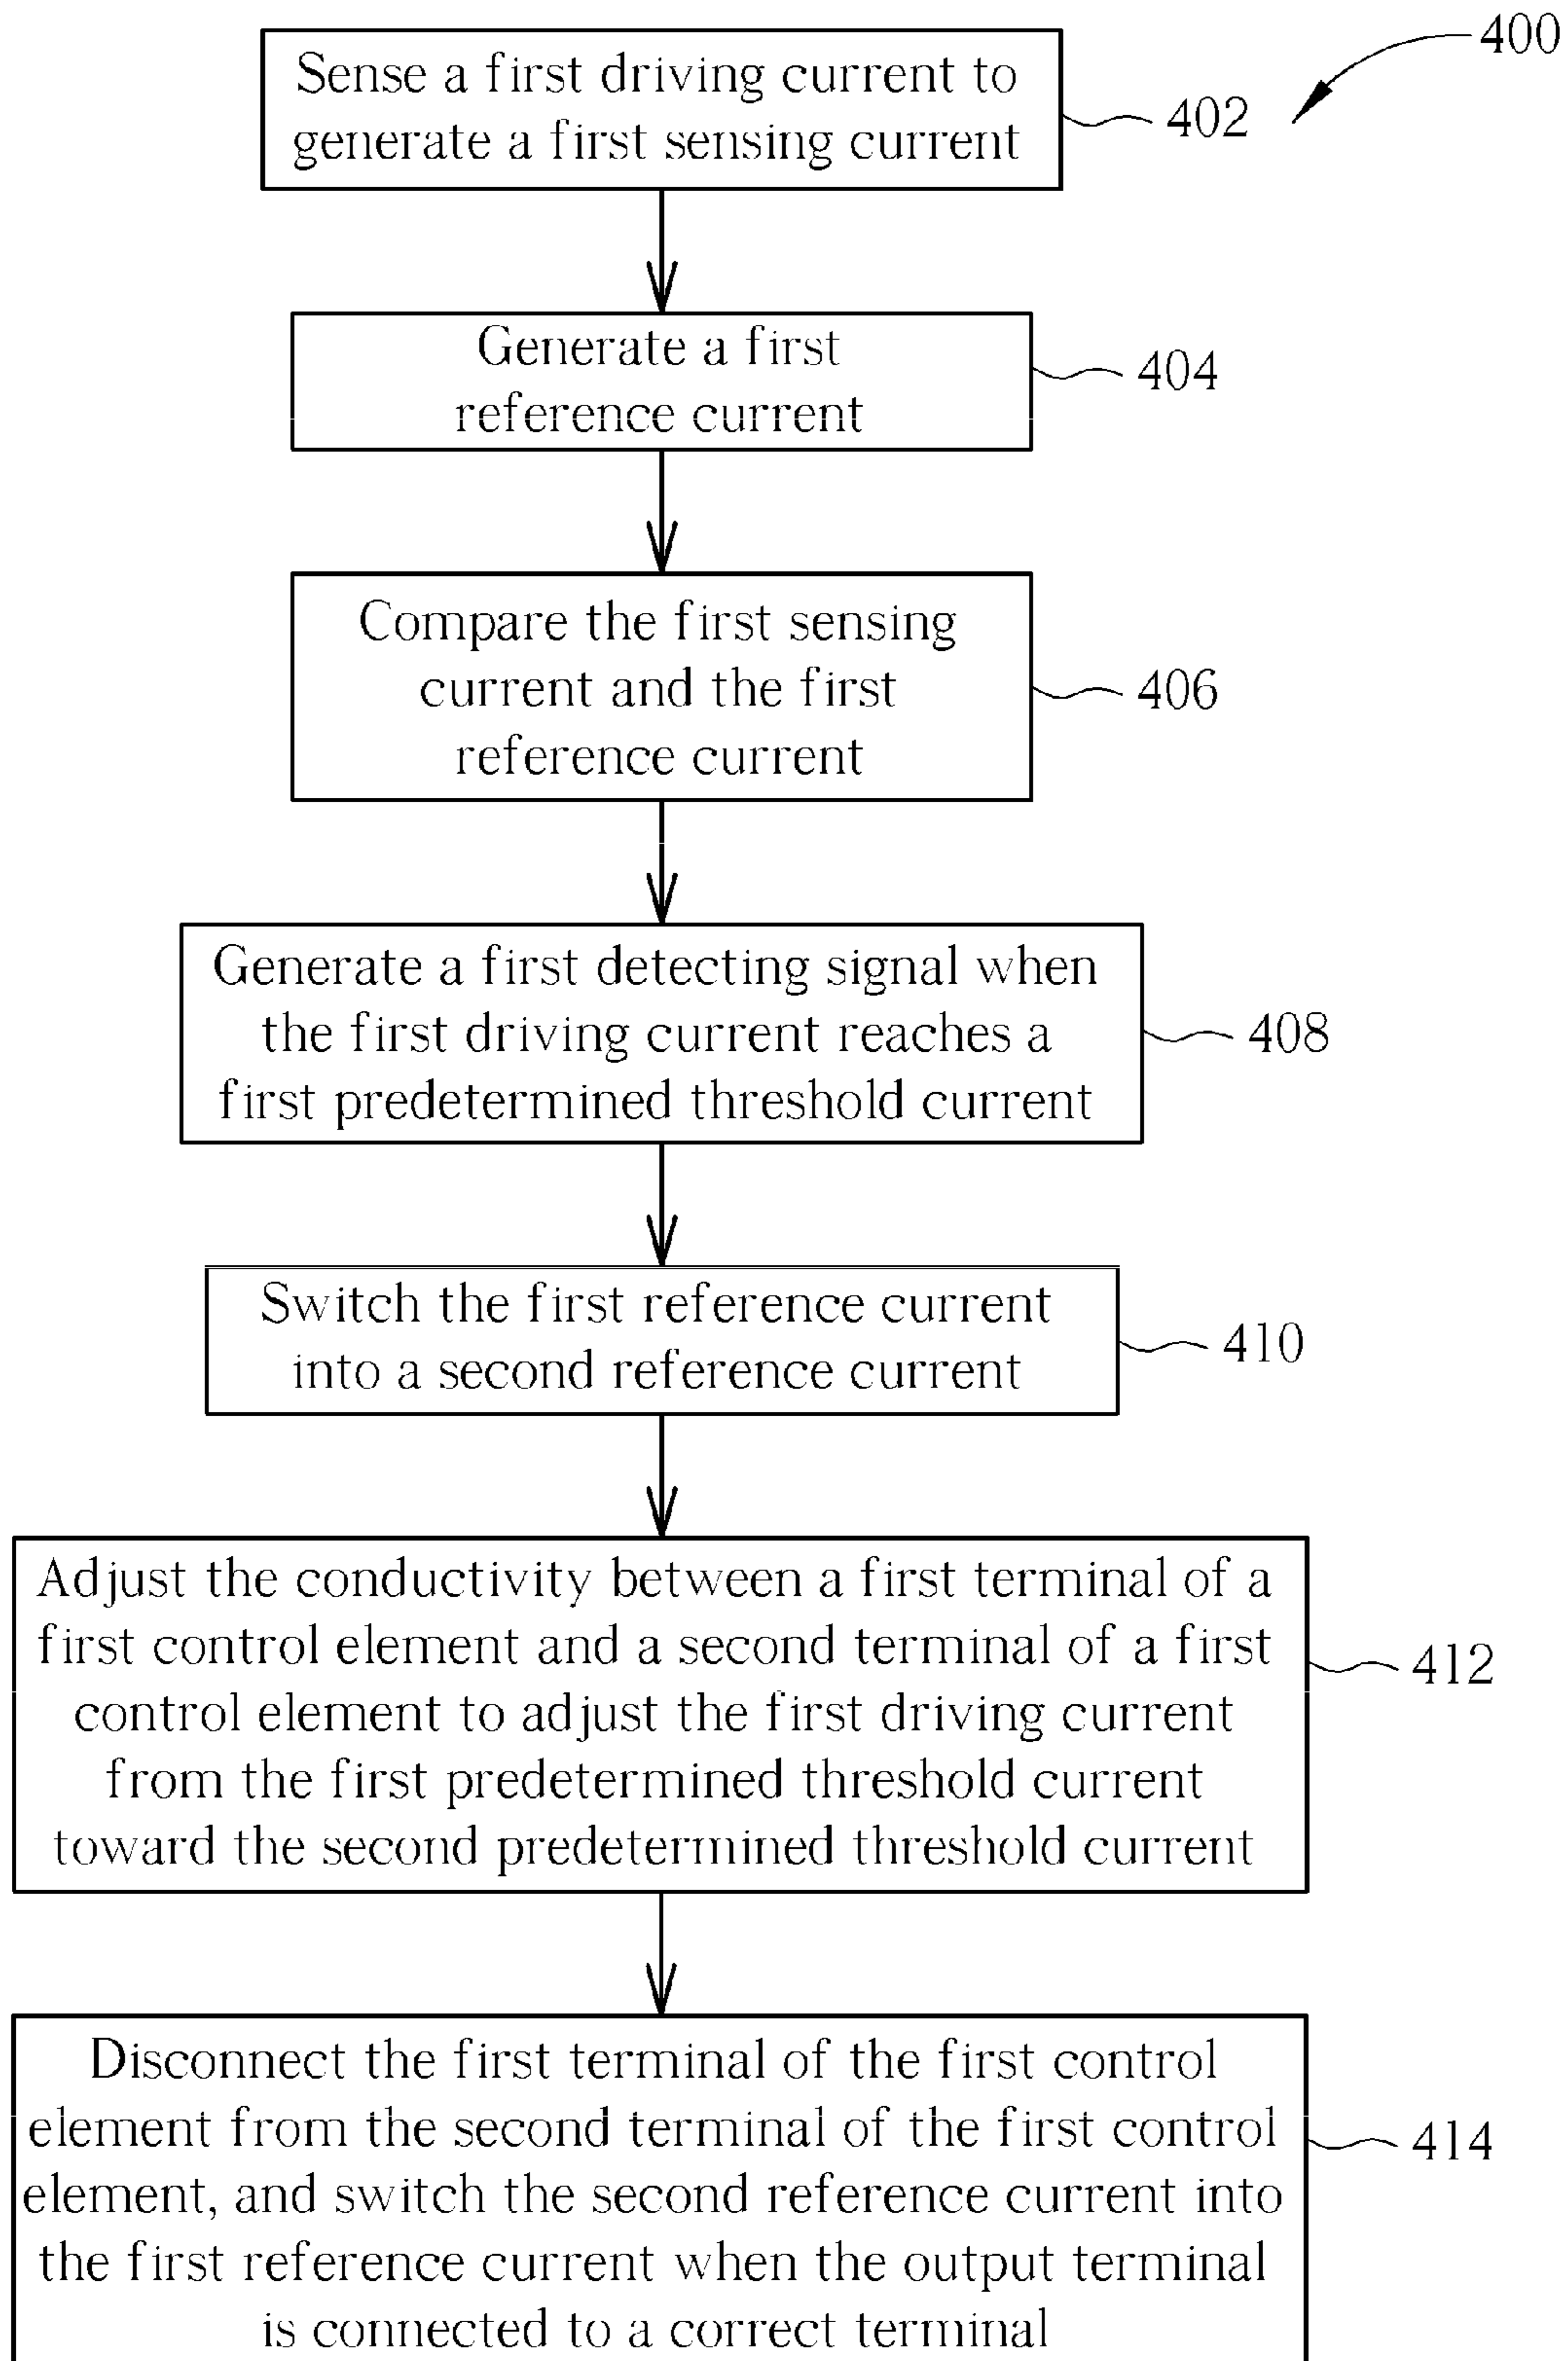 400
Sense a first driving current to
generate a first sensing current
402
Generate a first
reference current
404
Compare the first sensing
current and the first
reference current
406
Generate a first detecting signal when
the first driving current reaches a
first predetermined threshold current
408
Switch the first reference current
into a second reference current
410
Adjust the conductivity between a first terminal of a
first control element and a second terminal of a first
control element to adjust the first driving current
from the first predetermined threshold current
toward the second predetermined threshold current
412
Disconnect the first terminal of the first control
element from the second terminal of the first control
element, and switch the second reference current into
the first reference current when the output terminal
is connected to a correct terminal
414